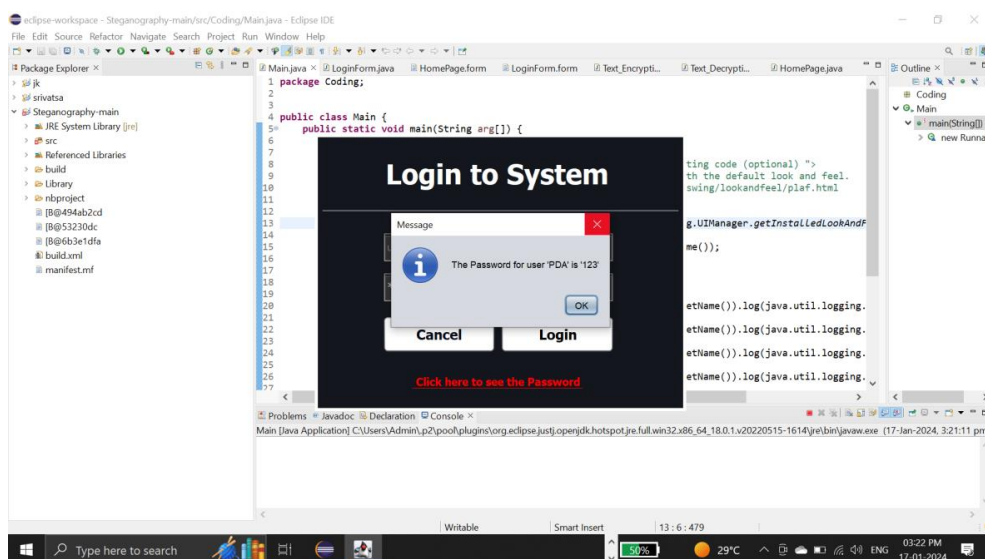 eclipse-workspace - Steganography-main/src/Coding/Main.java - Eclipse IDE
File Edit Source Refactor Navigate Search Project Run Window Help
Package Explorer
Main.java
LoginForm.java
HomePage.form
LoginForm.form
Text_Encrypti...
Text_Decrypti...
HomePage.java
Outline
jk
srivatsa
Steganography-main
JRE System Library [jre]
src
Referenced Libraries
build
Library
nbproject
[B@494ab2cd
[B@53230dc
[B@6b3e1dfa
build.xml
manifest.mf
1 package Coding;
2
3
4 public class Main {
5 public static void main(String arg[]) {
6
7
8 ting code (optional) ">
9 th the default look and feel.
10 swing/lookandfeel/plaf.html
11
12
13 g.UIManager.getInstalledLookAndF
14
15 me());
16
17
18
19
20 etName()).log(java.util.logging.
21
22 etName()).log(java.util.logging.
23
24 etName()).log(java.util.logging.
25
26 etName()).log(java.util.logging.
27
Coding
Main
main(String[])
new Runna
Login to System
Message
The Password for user 'PDA' is '123'
OK
Cancel
Login
Click here to see the Password
Problems
Javadoc
Declaration
Console
Main [Java Application] C:\Users\Admin\.p2\pool\plugins\org.eclipse.justj.openjdk.hotspot.jre.full.win32.x86_64_18.0.1.v20220515-1614\jre\bin\javaw.exe (17-Jan-2024, 3:21:11 pm
Writable
Smart Insert
13 : 6 : 479
Type here to search
50%
29°C
ENG
03:22 PM
17-01-2024